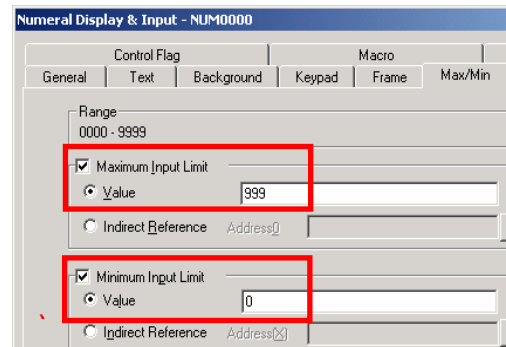 Numeral Display & Input - NUM0000
Control Flag Macro
General Text Background Keypad Frame Max/Min
Range
0000 - 9999
Maximum Input Limit
Value 999
Indirect Reference Address0
Minimum Input Limit
Value 0
Indirect Reference Address(X)